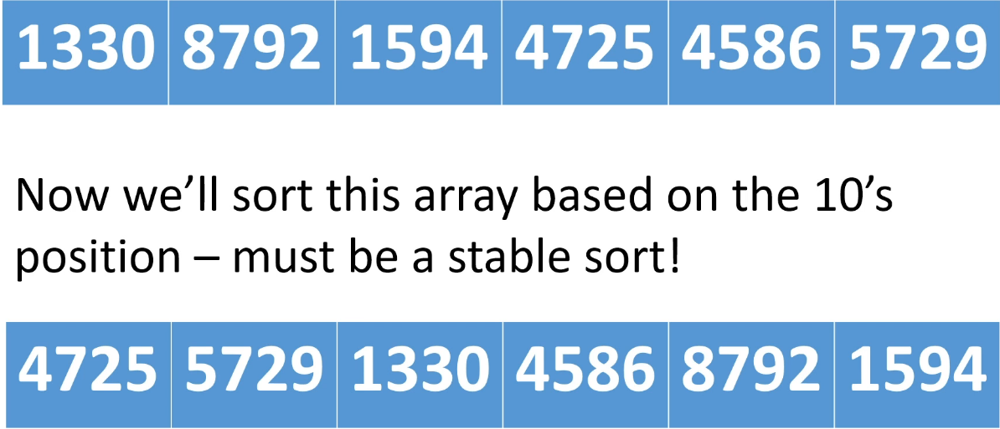 1330 8792 1594 4725 4586 5729
Now we’ll sort this array based on the 10’s
position – must be a stable sort!
4725 5729 1330 4586 8792 1594